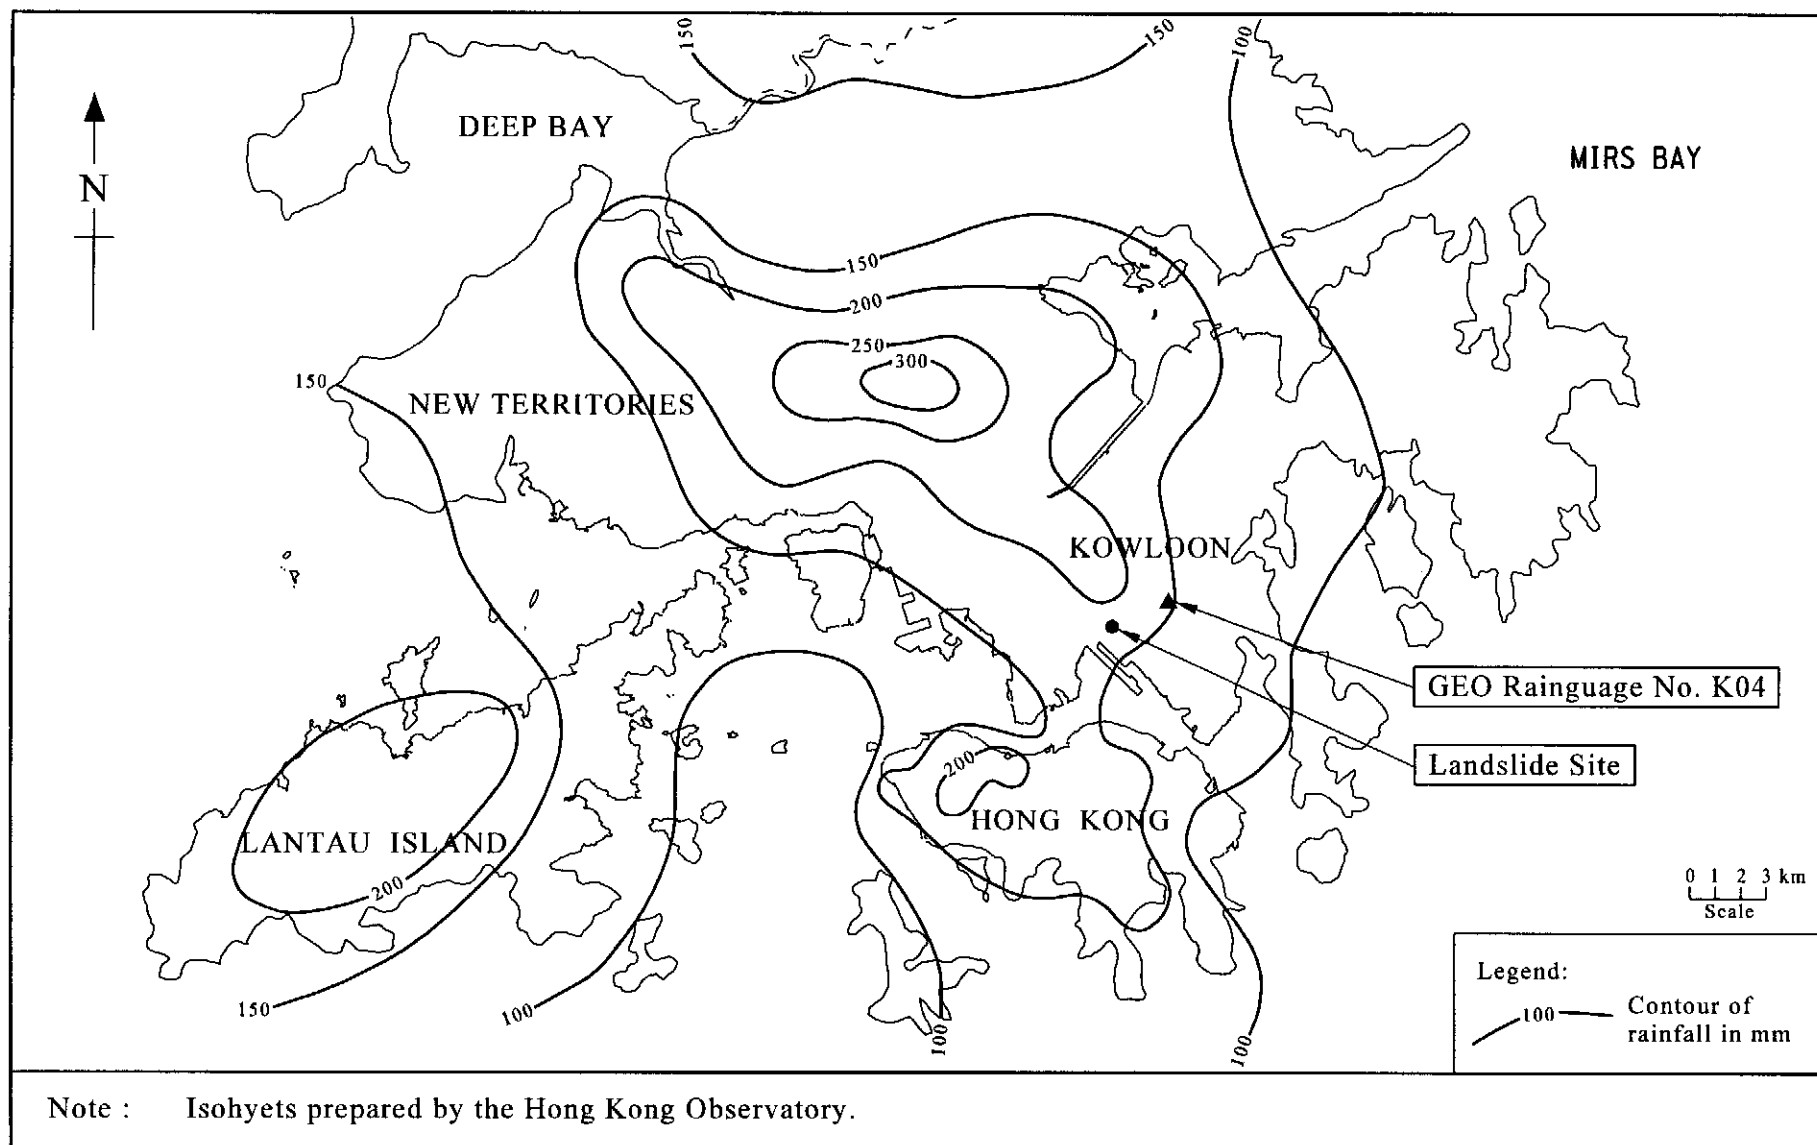 150
150
100
DEEP BAY
MIRS BAY
N
150
200
250
300
150
NEW TERRITORIES
KOWLOON
GEO Rainguage No. K04
Landslide Site
200
HONG KONG
LANTAU ISLAND
200
0 1 2 3 km
Scale
150
100
100
100
Legend:
100
Contour of
rainfall in mm
Note : Isohyets prepared by the Hong Kong Observatory.